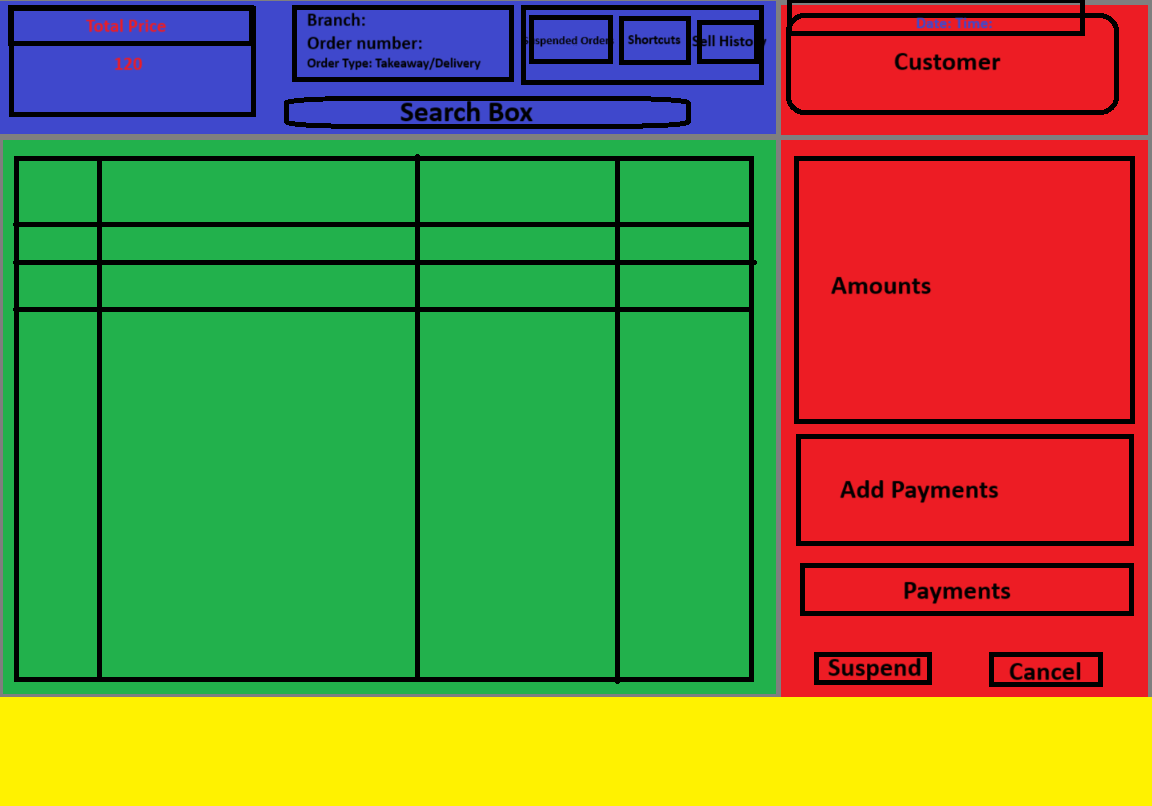 Total Price
120
Branch:
Order number:
Order Type: Takeaway/Delivery
Suspended Orders
Shortcuts
Sell History
Search Box
Date: Time:
Customer
Amounts
Add Payments
Payments
Suspend
Cancel